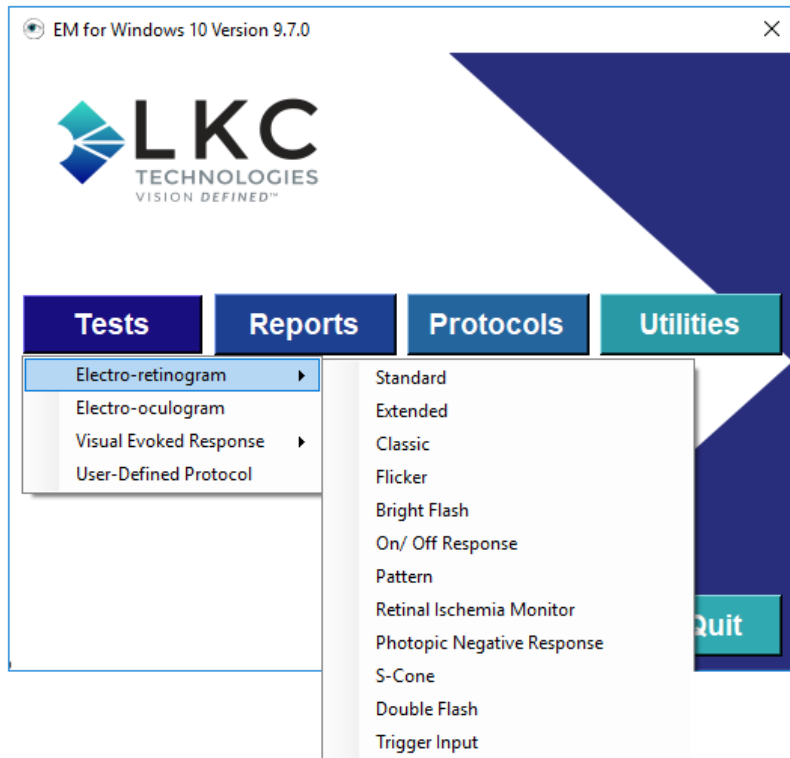 EM for Windows 10 Version 9.7.0
LKC
TECHNOLOGIES
VISION DEFINED™
Tests Reports Protocols Utilities
Electro-retinogram
Electro-oculogram
Visual Evoked Response
User-Defined Protocol
Standard
Extended
Classic
Flicker
Bright Flash
On/ Off Response
Pattern
Retinal Ischemia Monitor
Photopic Negative Response
S-Cone
Double Flash
Trigger Input
Quit